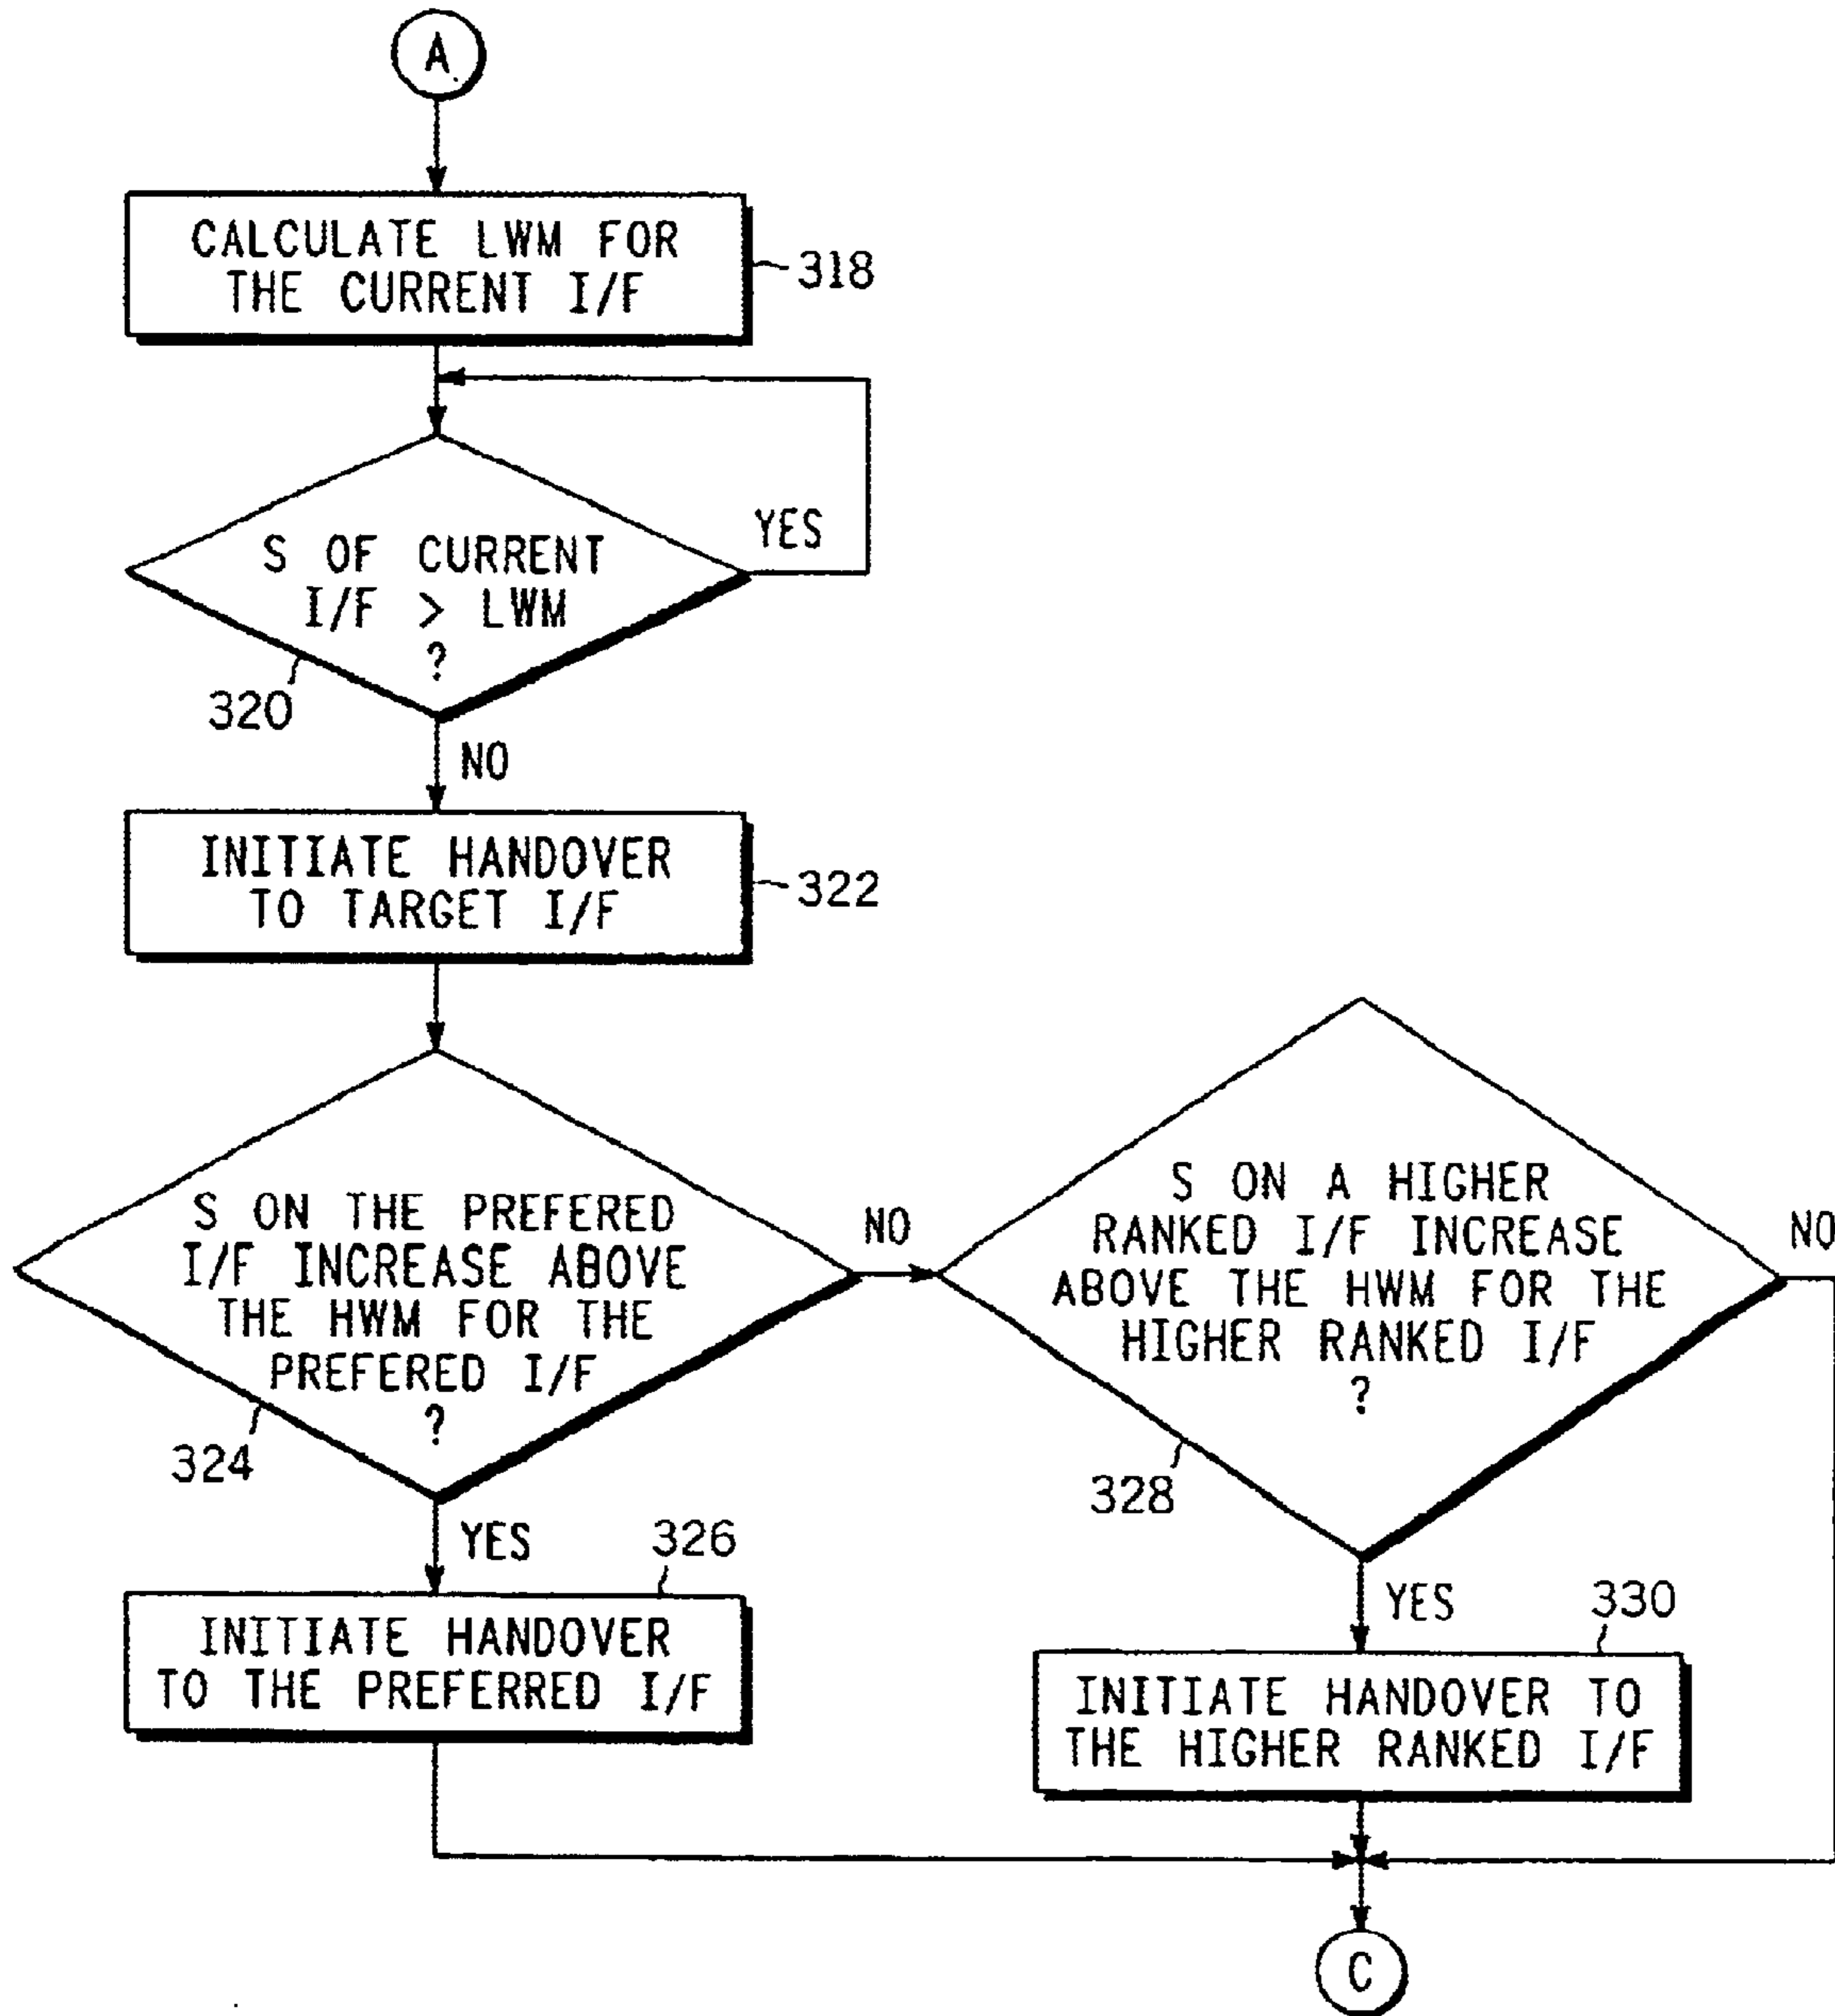 A
CALCULATE LWM FOR
THE CURRENT I/F
318
S OF CURRENT
I/F > LWM
?
YES
320
NO
INITIATE HANDOVER
TO TARGET I/F
322
S ON THE PREFERED
I/F INCREASE ABOVE
THE HWM FOR THE
PREFERED I/F
?
324
NO
S ON A HIGHER
RANKED I/F INCREASE
ABOVE THE HWM FOR THE
HIGHER RANKED I/F
?
328
NO
YES
326
INITIATE HANDOVER
TO THE PREFERRED I/F
YES
330
INITIATE HANDOVER TO
THE HIGHER RANKED I/F
C